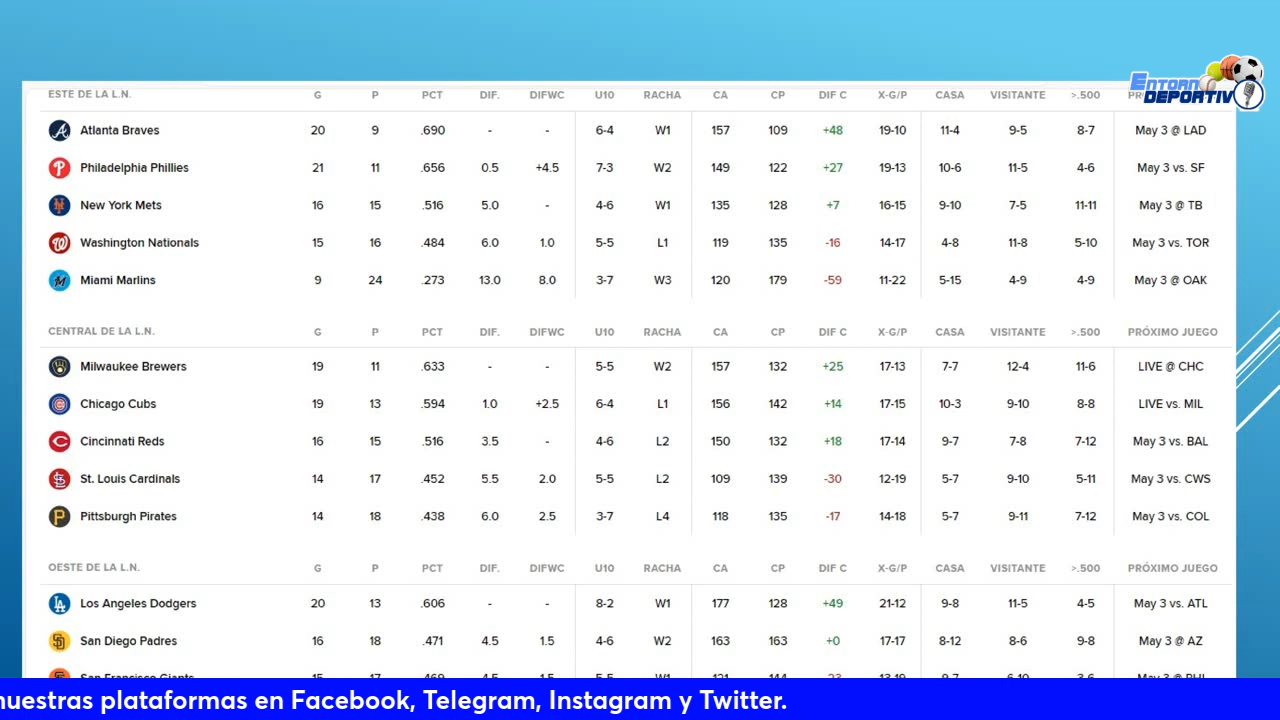 ENTORNO DEPORTIVO
ESTE DE LA L.N. G P PCT DIF. DIFWC U10 RACHA CA CP DIF C X-G/P CASA VISITANTE >.500
Atlanta Braves 20 9 .690 - - 6-4 W1 157 109 +48 19-10 11-4 9-5 8-7 May 3 @ LAD
Philadelphia Phillies 21 11 .656 0.5 +4.5 7-3 W2 149 122 +27 19-13 10-6 11-5 4-6 May 3 vs. SF
New York Mets 16 15 .516 5.0 - 4-6 W1 135 128 +7 16-15 9-10 7-5 11-11 May 3 @ TB
Washington Nationals 15 16 .484 6.0 1.0 5-5 L1 119 135 -16 14-17 4-8 11-8 5-10 May 3 vs. TOR
Miami Marlins 9 24 .273 13.0 8.0 3-7 W3 120 179 -59 11-22 5-15 4-9 4-9 May 3 @ OAK
CENTRAL DE LA L.N. G P PCT DIF. DIFWC U10 RACHA CA CP DIF C X-G/P CASA VISITANTE >.500 PRÓXIMO JUEGO
Milwaukee Brewers 19 11 .633 - - 5-5 W2 157 132 +25 17-13 7-7 12-4 11-6 LIVE @ CHC
Chicago Cubs 19 13 .594 1.0 +2.5 6-4 L1 156 142 +14 17-15 10-3 9-10 8-8 LIVE vs. MIL
Cincinnati Reds 16 15 .516 3.5 - 4-6 L2 150 132 +18 17-14 9-7 7-8 7-12 May 3 vs. BAL
St. Louis Cardinals 14 17 .452 5.5 2.0 5-5 L2 109 139 -30 12-19 5-7 9-10 5-11 May 3 vs. CWS
Pittsburgh Pirates 14 18 .438 6.0 2.5 3-7 L4 118 135 -17 14-18 5-7 9-11 7-12 May 3 vs. COL
OESTE DE LA L.N. G P PCT DIF. DIFWC U10 RACHA CA CP DIF C X-G/P CASA VISITANTE >.500 PRÓXIMO JUEGO
Los Angeles Dodgers 20 13 .606 - - 8-2 W1 177 128 +49 21-12 9-8 11-5 4-5 May 3 vs. ATL
San Diego Padres 16 18 .471 4.5 1.5 4-6 W2 163 163 +0 17-17 8-12 8-6 9-8 May 3 @ AZ
San Francisco Giants
nuestras plataformas en Facebook, Telegram, Instagram y Twitter.